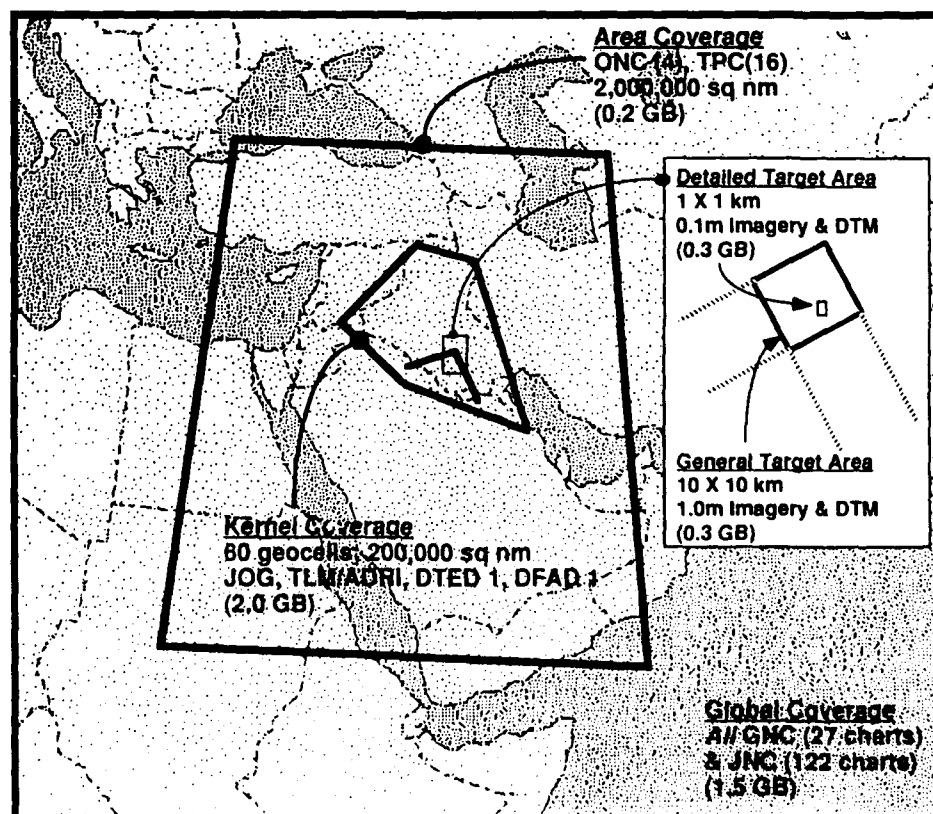 Area Coverage
ONC (4), TPC(16)
2,000,000 sq nm
(0.2 GB)
Detailed Target Area
1 X 1 km
0.1m Imagery & DTM
(0.3 GB)
General Target Area
10 X 10 km
1.0m Imagery & DTM
(0.3 GB)
Kernel Coverage
60 geocells, 200,000 sq nm
JOG, TLM/ADRI, DTED 1, DFAD 1
(2.0 GB)
Global Coverage
All GNC (27 charts)
& JNC (122 charts)
(1.5 GB)